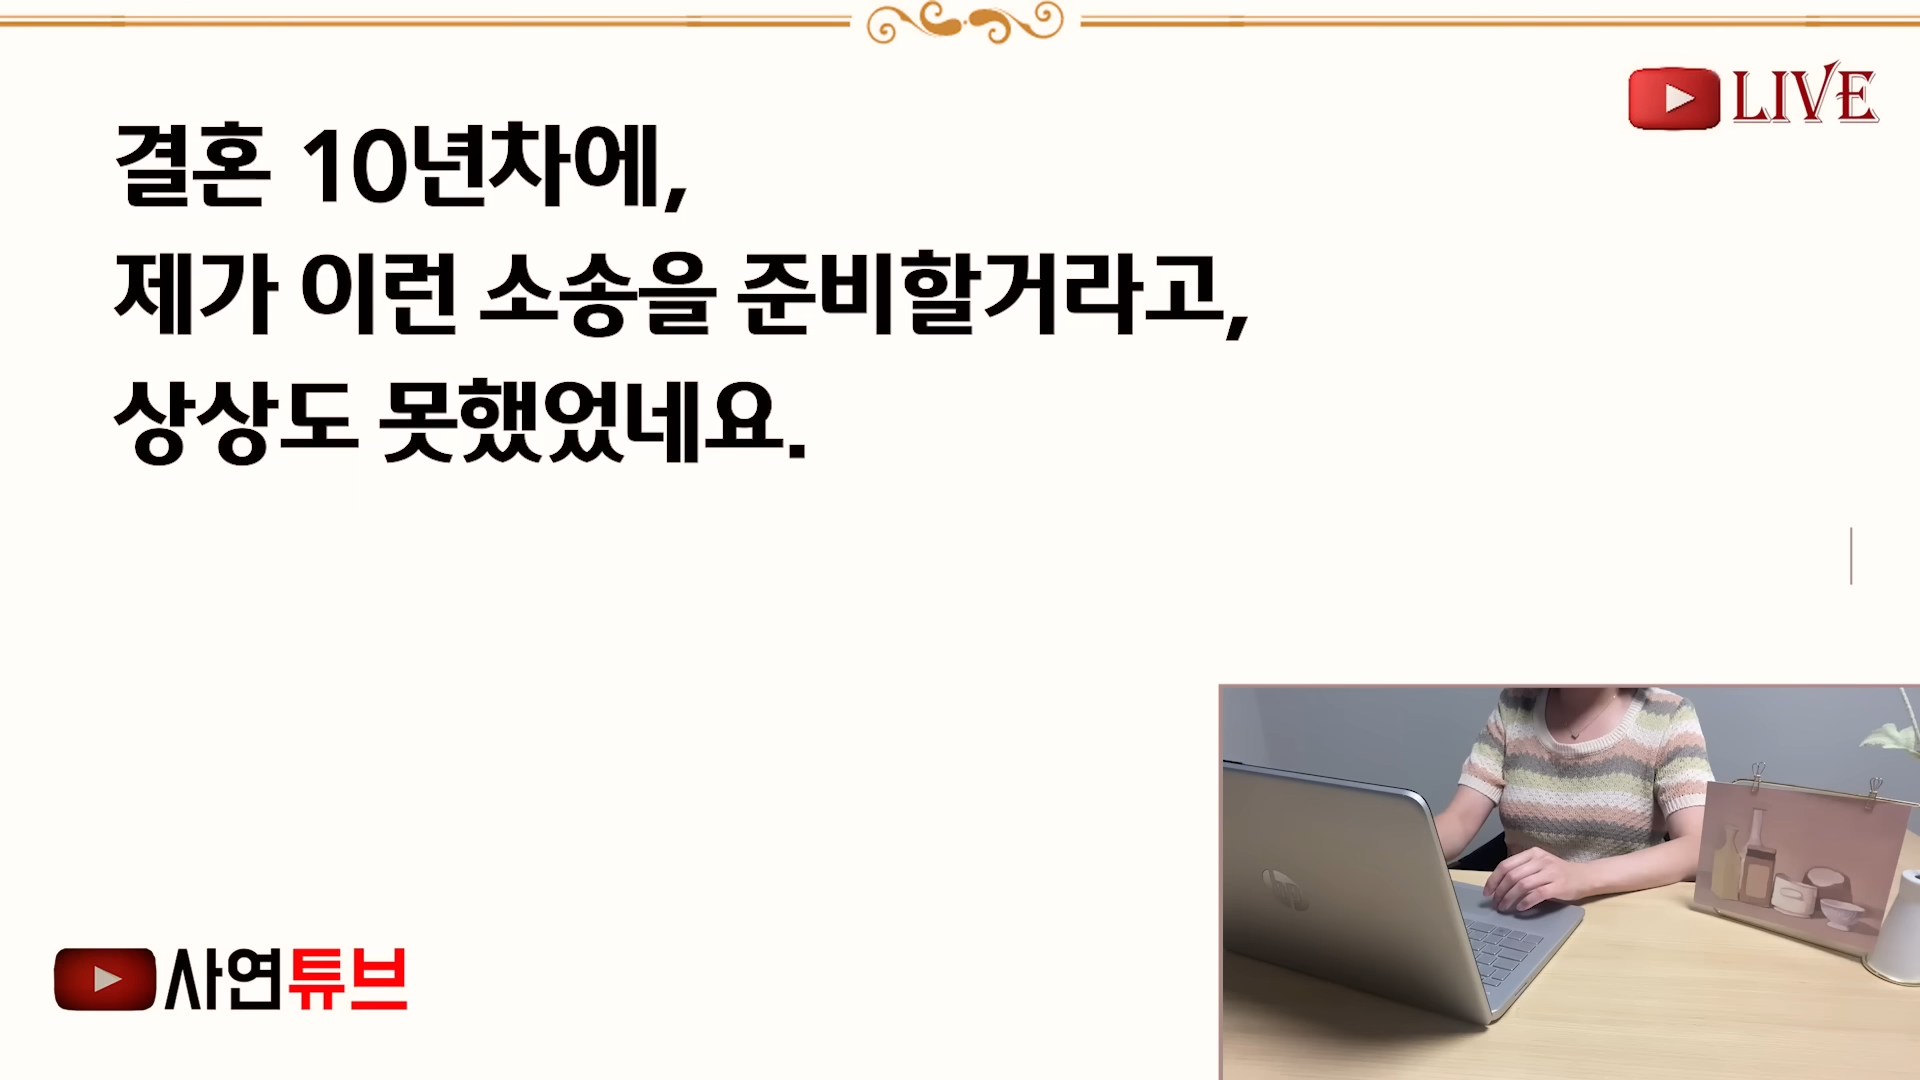 LIVE
결혼 10년차에,
제가 이런 소송을 준비할거라고,
상상도 못했었네요.
사연튜브
hp